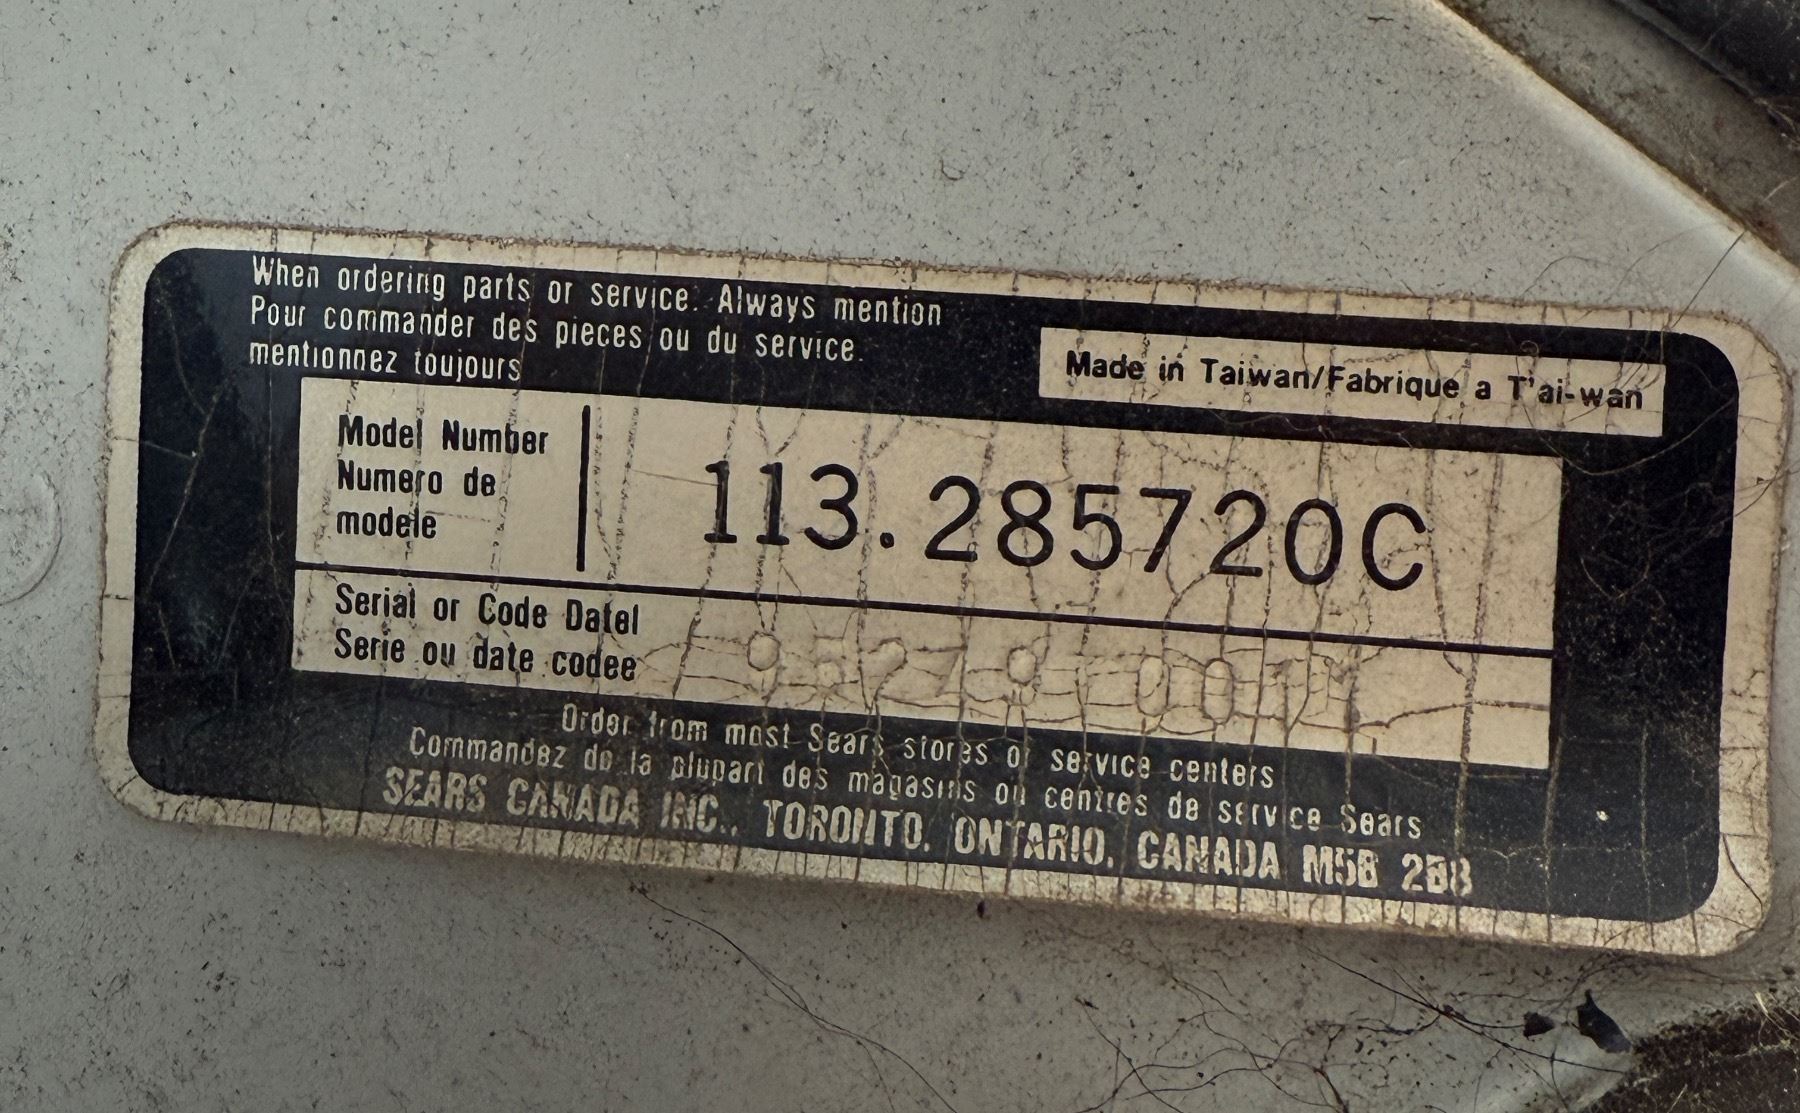 When ordering parts or service. Always mention
Pour commander des pieces ou du service.
mentionnez toujours
Made in Taiwan/Fabrique a T'ai-wan
Model Number
Numero de
modele
113.285720C
Serial or Code Datel
Serie ou date codee
Order from most Sears stores or service centers
Commandez de la plupart des magasins ou centres de service Sears
SEARS CANADA INC., TORONTO, ONTARIO, CANADA M5B 2B8